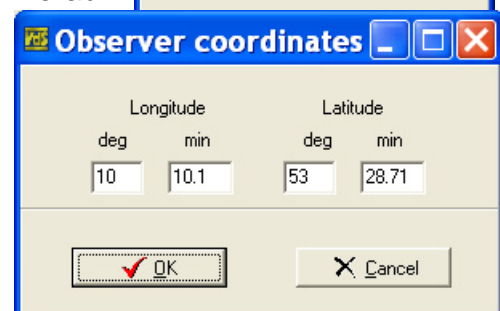 Observer coordinates
Longitude Latitude
deg min deg min
10 10.1 53 28.71
OK Cancel